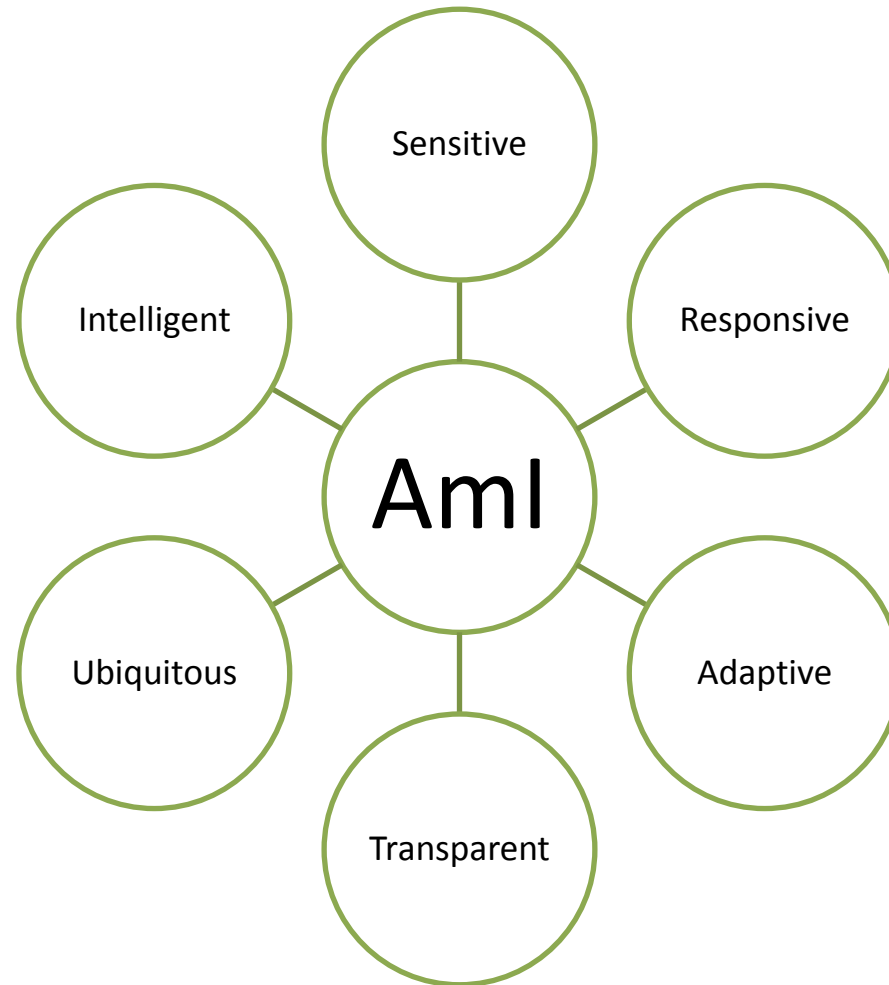 Sensitive
Intelligent
Responsive
AmI
Ubiquitous
Adaptive
Transparent